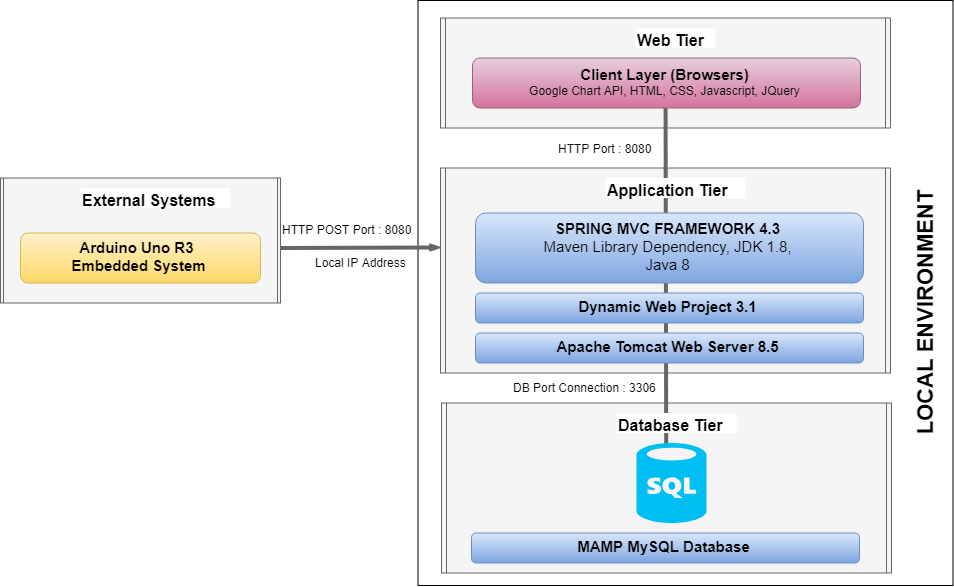 Web Tier
Client Layer (Browsers)
Google Chart API, HTML, CSS, Javascript, JQuery
HTTP Port : 8080
External Systems
Arduino Uno R3
Embedded System
HTTP POST Port : 8080
Local IP Address
Application Tier
SPRING MVC FRAMEWORK 4.3
Maven Library Dependency, JDK 1.8,
Java 8
Dynamic Web Project 3.1
Apache Tomcat Web Server 8.5
DB Port Connection : 3306
Database Tier
SQL
MAMP MySQL Database
LOCAL ENVIRONMENT